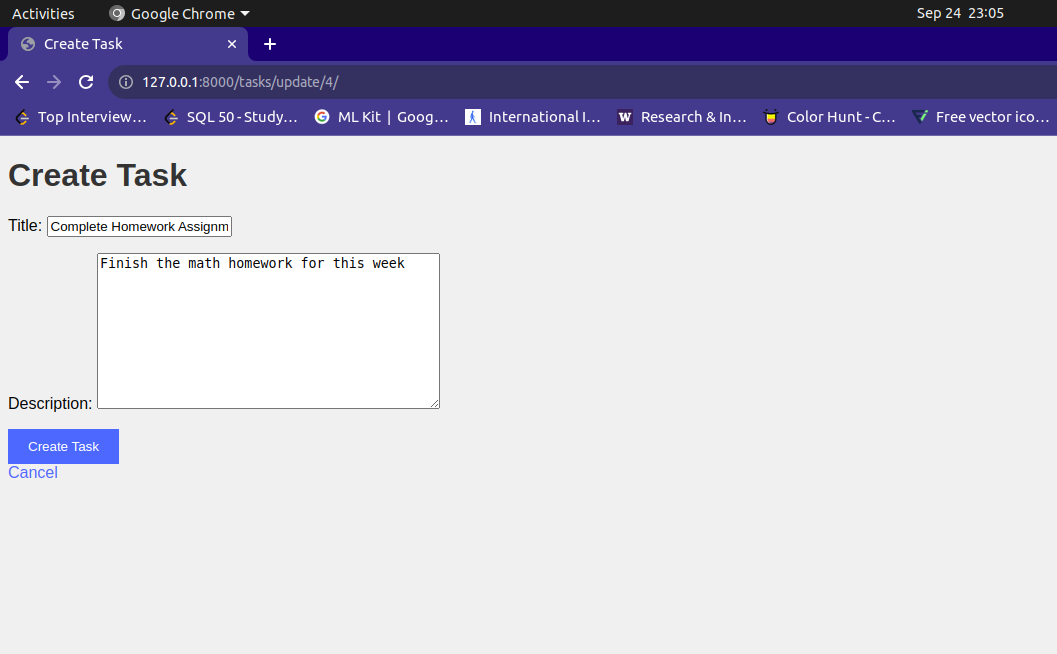 Activities Google Chrome Sep 24 23:05
Create Task
127.0.0.1:8000/tasks/update/4/
Top Interview... SQL 50 - Study... ML Kit | Goog... International I... W Research & In... Color Hunt - C... Free vector ico...
Create Task
Title: Complete Homework Assignm
Finish the math homework for this week
Description:
Create Task
Cancel